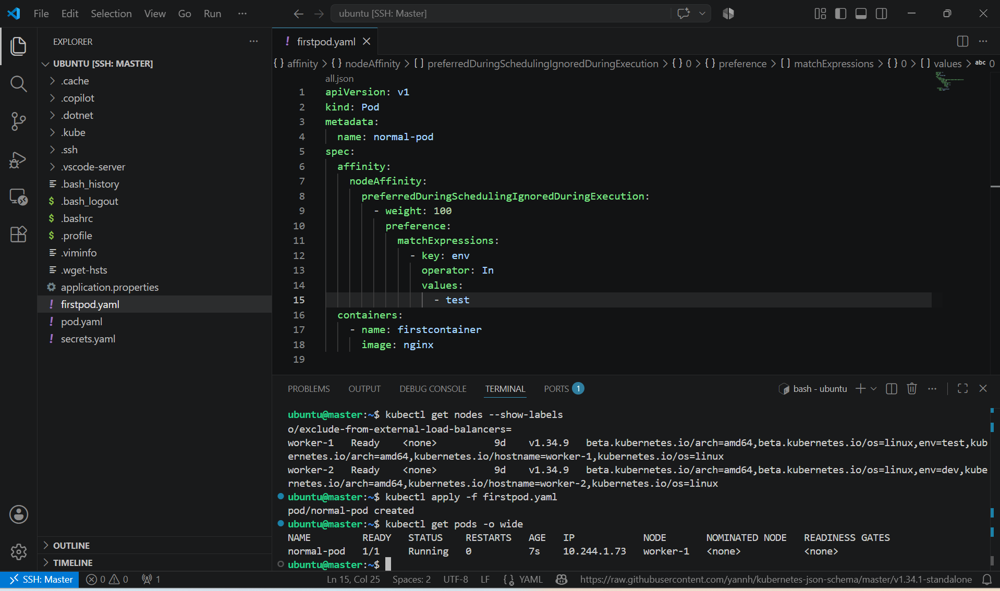 File Edit Selection View Go Run ···
ubuntu [SSH: Master]
EXPLORER
UBUNTU [SSH: MASTER]
.cache
.copilot
.dotnet
.kube
.ssh
.vscode-server
.bash_history
$ .bash_logout
$ .bashrc
$ .profile
.viminfo
.wget-hsts
application.properties
! firstpod.yaml
! pod.yaml
! secrets.yaml
OUTLINE
TIMELINE
! firstpod.yaml
{ } affinity > { } nodeAffinity > [ ] preferredDuringSchedulingIgnoredDuringExecution > { } 0 > { } preference > [ ] matchExpressions > { } 0 > [ ] values > abc 0
all.json
1 apiVersion: v1
2 kind: Pod
3 metadata:
4 name: normal-pod
5 spec:
6 affinity:
7 nodeAffinity:
8 preferredDuringSchedulingIgnoredDuringExecution:
9 - weight: 100
10 preference:
11 matchExpressions:
12 - key: env
13 operator: In
14 values:
15 - test
16 containers:
17 - name: firstcontainer
18 image: nginx
19
PROBLEMS OUTPUT DEBUG CONSOLE TERMINAL PORTS 1 bash - ubuntu
ubuntu@master:~$ kubectl get nodes --show-labels
o/exclude-from-external-load-balancers=
worker-1 Ready <none> 9d v1.34.9 beta.kubernetes.io/arch=amd64,beta.kubernetes.io/os=linux,env=test,kub
ernetes.io/arch=amd64,kubernetes.io/hostname=worker-1,kubernetes.io/os=linux
worker-2 Ready <none> 9d v1.34.9 beta.kubernetes.io/arch=amd64,beta.kubernetes.io/os=linux,env=dev,kube
rnetes.io/arch=amd64,kubernetes.io/hostname=worker-2,kubernetes.io/os=linux
ubuntu@master:~$ kubectl apply -f firstpod.yaml
pod/normal-pod created
ubuntu@master:~$ kubectl get pods -o wide
NAME READY STATUS RESTARTS AGE IP NODE NOMINATED NODE READINESS GATES
normal-pod 1/1 Running 0 7s 10.244.1.73 worker-1 <none> <none>
ubuntu@master:~$
SSH: Master 0 0 1 Ln 15, Col 25 Spaces: 2 UTF-8 LF YAML https://raw.githubusercontent.com/yannh/kubernetes-json-schema/master/v1.34.1-standalone